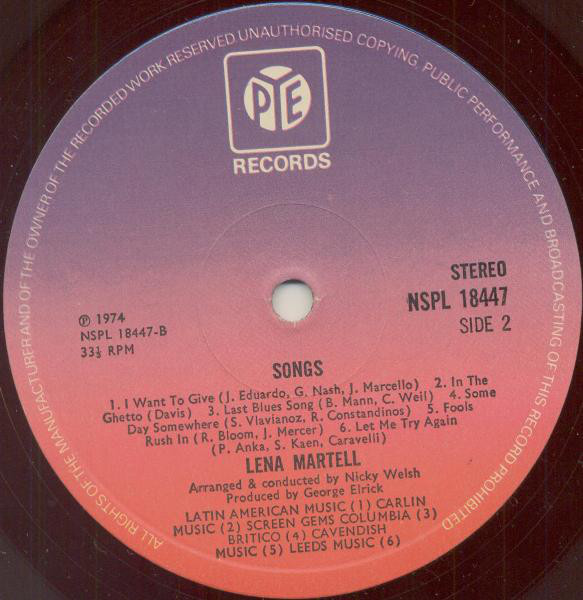 ALL RIGHTS OF THE MANUFACTURER AND OF THE OWNER OF THE RECORDED WORK RESERVED UNAUTHORISED COPYING, PUBLIC PERFORMANCE AND BROADCASTING OF THIS RECORD PROHIBITED
PYE
RECORDS
STEREO
NSPL 18447
SIDE 2
℗ 1974
NSPL 18447-B
33⅓ RPM
SONGS
1. I Want To Give (J. Eduardo, G. Nash, J. Marcello) 2. In The
Ghetto (Davis) 3. Last Blues Song (B. Mann, C. Weil) 4. Some
Day Somewhere (S. Vlavianoz, R. Constandinos) 5. Fools
Rush In (R. Bloom, J. Mercer) 6. Let Me Try Again
(P. Anka, S. Kaen, Caravelli)
LENA MARTELL
Arranged & conducted by Nicky Welsh
Produced by George Elrick
LATIN AMERICAN MUSIC (1) CARLIN
MUSIC (2) SCREEN GEMS COLUMBIA (3)
BRITICO (4) CAVENDISH
MUSIC (5) LEEDS MUSIC (6)